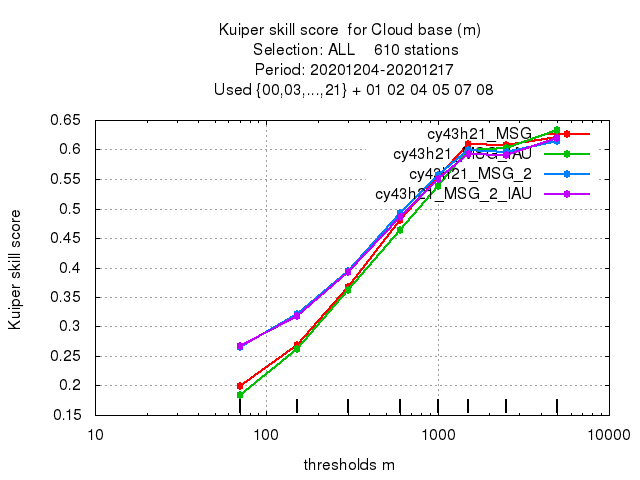 Kuiper skill score  for Cloud base (m)
Selection: ALL    610 stations
Period: 20201204-20201217
Used {00,03,...,21} + 01 02 04 05 07 08
0.65
0.6
0.55
0.5
0.45
0.4
0.35
0.3
0.25
0.2
0.15
Kuiper skill score
cy43h21_MSG
cy43h21_MSG_IAU
cy43h21_MSG_2
cy43h21_MSG_2_IAU
10
100
1000
10000
thresholds m